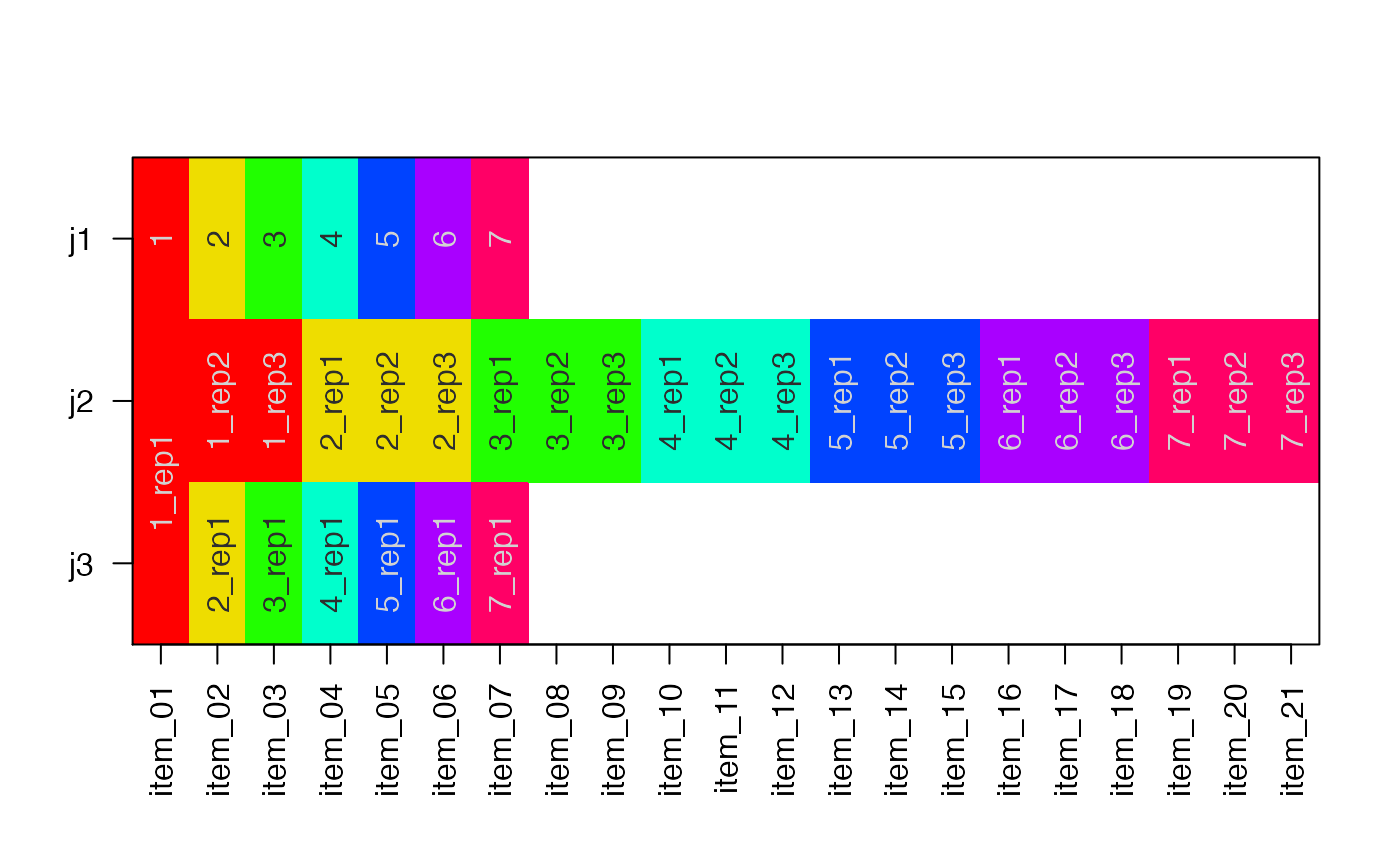 j1 1 2 3 4 5 6 7
j2 1_rep2 1_rep3 2_rep1 2_rep2 2_rep3 3_rep1 3_rep2 3_rep3 4_rep1 4_rep2 4_rep3 5_rep1 5_rep2 5_rep3 6_rep1 6_rep2 6_rep3 7_rep1 7_rep2 7_rep3
1_rep1
j3 2_rep1 3_rep1 4_rep1 5_rep1 6_rep1 7_rep1
item_01 item_02 item_03 item_04 item_05 item_06 item_07 item_08 item_09 item_10 item_11 item_12 item_13 item_14 item_15 item_16 item_17 item_18 item_19 item_20 item_21